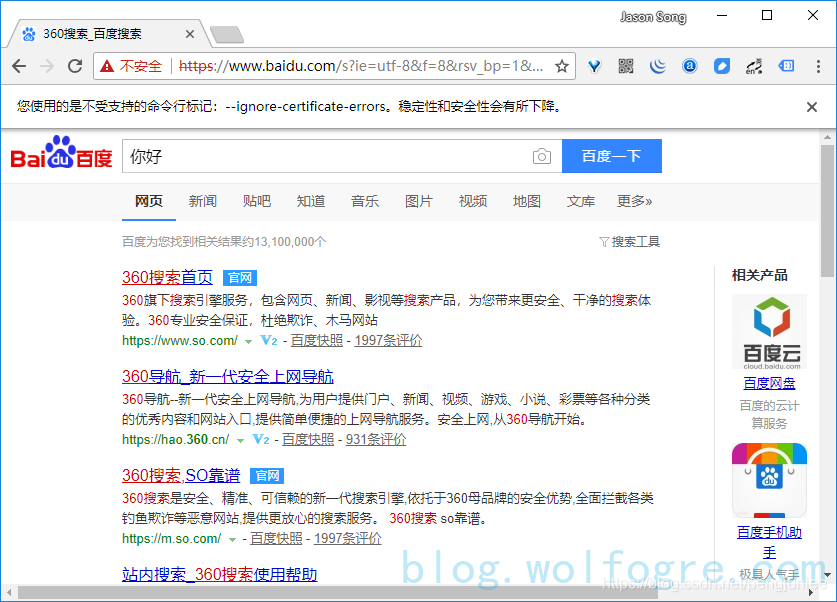 Jason Song
360搜索_百度搜索
不安全 https://www.baidu.com/s?ie=utf-8&f=8&rsv_bp=1&...
您使用的是不受支持的命令行标记：--ignore-certificate-errors。稳定性和安全性会有所下降。
Bai du 百度 你好 百度一下
网页 新闻 贴吧 知道 音乐 图片 视频 地图 文库 更多»
百度为您找到相关结果约13,100,000个 搜索工具
360搜索首页 官网
360旗下搜索引擎服务，包含网页、新闻、影视等搜索产品，为您带来更安全、干净的搜索体
验。360专业安全保证，杜绝欺诈、木马网站
https://www.so.com/ V2 - 百度快照 - 1997条评价
360导航_新一代安全上网导航
360导航--新一代安全上网导航,为用户提供门户、新闻、视频、游戏、小说、彩票等各种分类
的优秀内容和网站入口,提供简单便捷的上网导航服务。安全上网,从360导航开始。
https://hao.360.cn/ V2 - 百度快照 - 931条评价
360搜索,SO靠谱 官网
360搜索是安全、精准、可信赖的新一代搜索引擎,依托于360母品牌的安全优势,全面拦截各类
钓鱼欺诈等恶意网站,提供更放心的搜索服务。 360搜索 so靠谱。
https://m.so.com/ - 百度快照 - 1997条评价
站内搜索_360搜索使用帮助
相关产品
百度云
cloud.baidu.com
百度网盘
百度的云计
算服务
百度手机助
手
极具人气手
blog.wolfogre.com
https://blog.csdn.net/pengjunlee